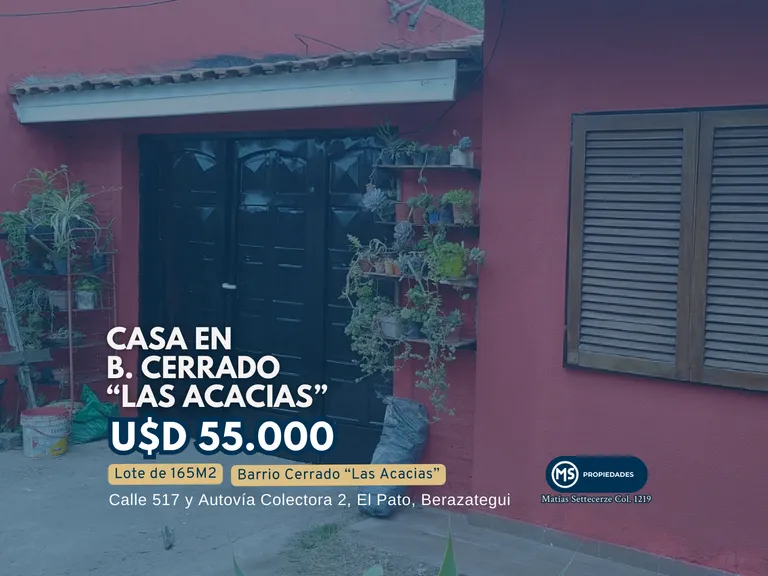 CASA EN
B. CERRADO
“LAS ACACIAS”
U$D 55.000
Lote de 165M2
Barrio Cerrado “Las Acacias”
Calle 517 y Autovía Colectora 2, El Pato, Berazategui
MS PROPIEDADES
Matias Settecerze Col. 1219